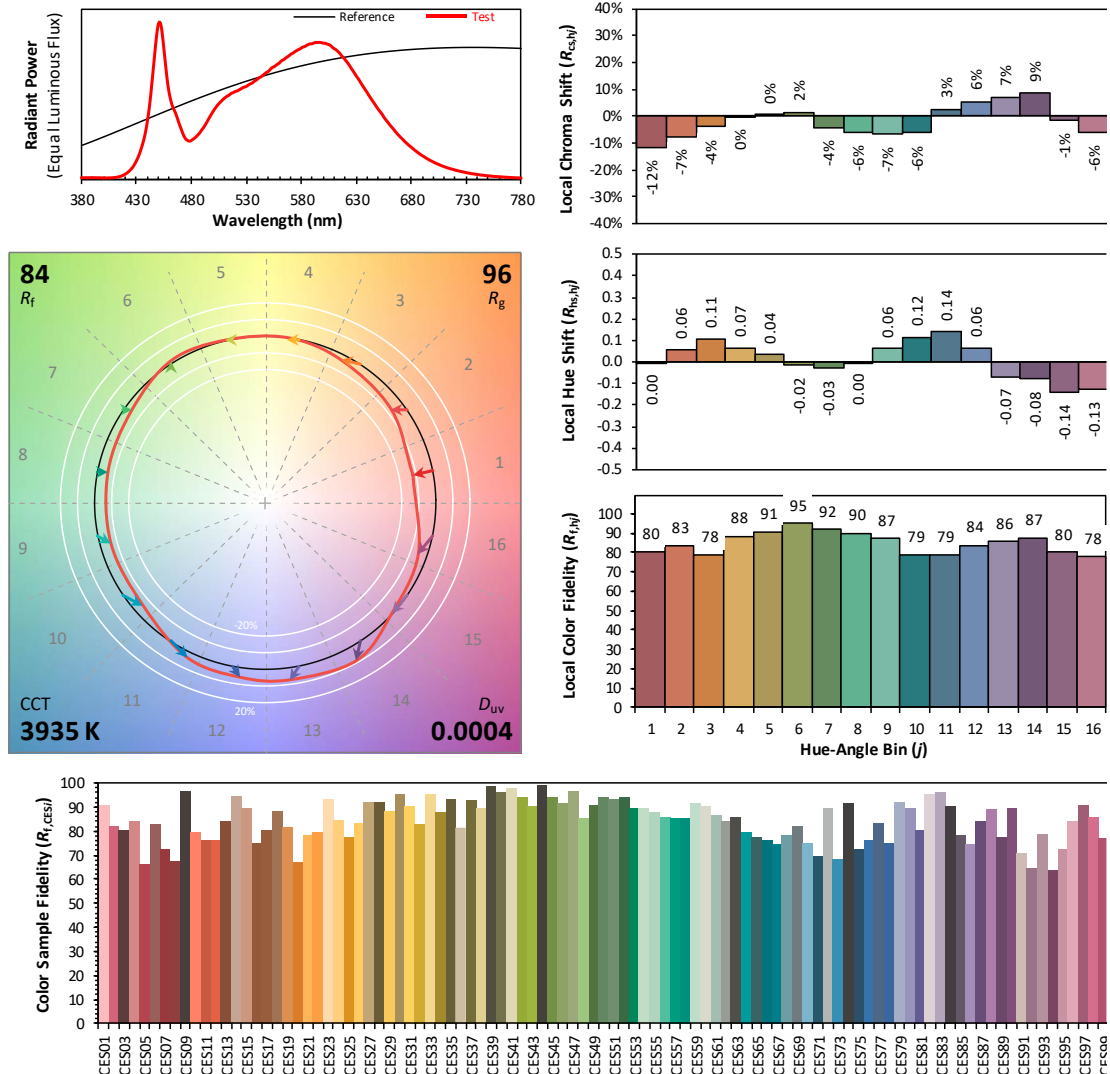 Reference
Test
Radiant Power
(Equal Luminous Flux)
380 430 480 530 580 630 680 730 780
Wavelength (nm)
40%
30%
20%
10%
0%
-10%
-20%
-30%
-40%
Local Chroma Shift (Rcs,hj)
-12% -7% -4% 0% 0% 2% -4% -6% -7% -6% 3% 6% 7% 9% -1% -6%
84
Rf
96
Rg
CCT
3935 K
Duv
0.0004
1 2 3 4 5 6 7 8 9 10 11 12 13 14 15 16
-20%
20%
0.5
0.4
0.3
0.2
0.1
0.0
-0.1
-0.2
-0.3
-0.4
-0.5
Local Hue Shift (Rhs,hj)
0.00 0.06 0.11 0.07 0.04 -0.02 -0.03 0.00 0.06 0.12 0.14 0.06 -0.07 -0.08 -0.14 -0.13
100
90
80
70
60
50
40
30
20
10
0
Local Color Fidelity (Rf,hj)
80 83 78 88 91 95 92 90 87 79 79 84 86 87 80 78
1 2 3 4 5 6 7 8 9 10 11 12 13 14 15 16
Hue-Angle Bin (j)
100
90
80
70
60
50
40
30
20
10
0
Color Sample Fidelity (Rf,CESi)
CES01 CES03 CES05 CES07 CES09 CES11 CES13 CES15 CES17 CES19 CES21 CES23 CES25 CES27 CES29 CES31 CES33 CES35 CES37 CES39 CES41 CES43 CES45 CES47 CES49 CES51 CES53 CES55 CES57 CES59 CES61 CES63 CES65 CES67 CES69 CES71 CES73 CES75 CES77 CES79 CES81 CES83 CES85 CES87 CES89 CES91 CES93 CES95 CES97 CES99